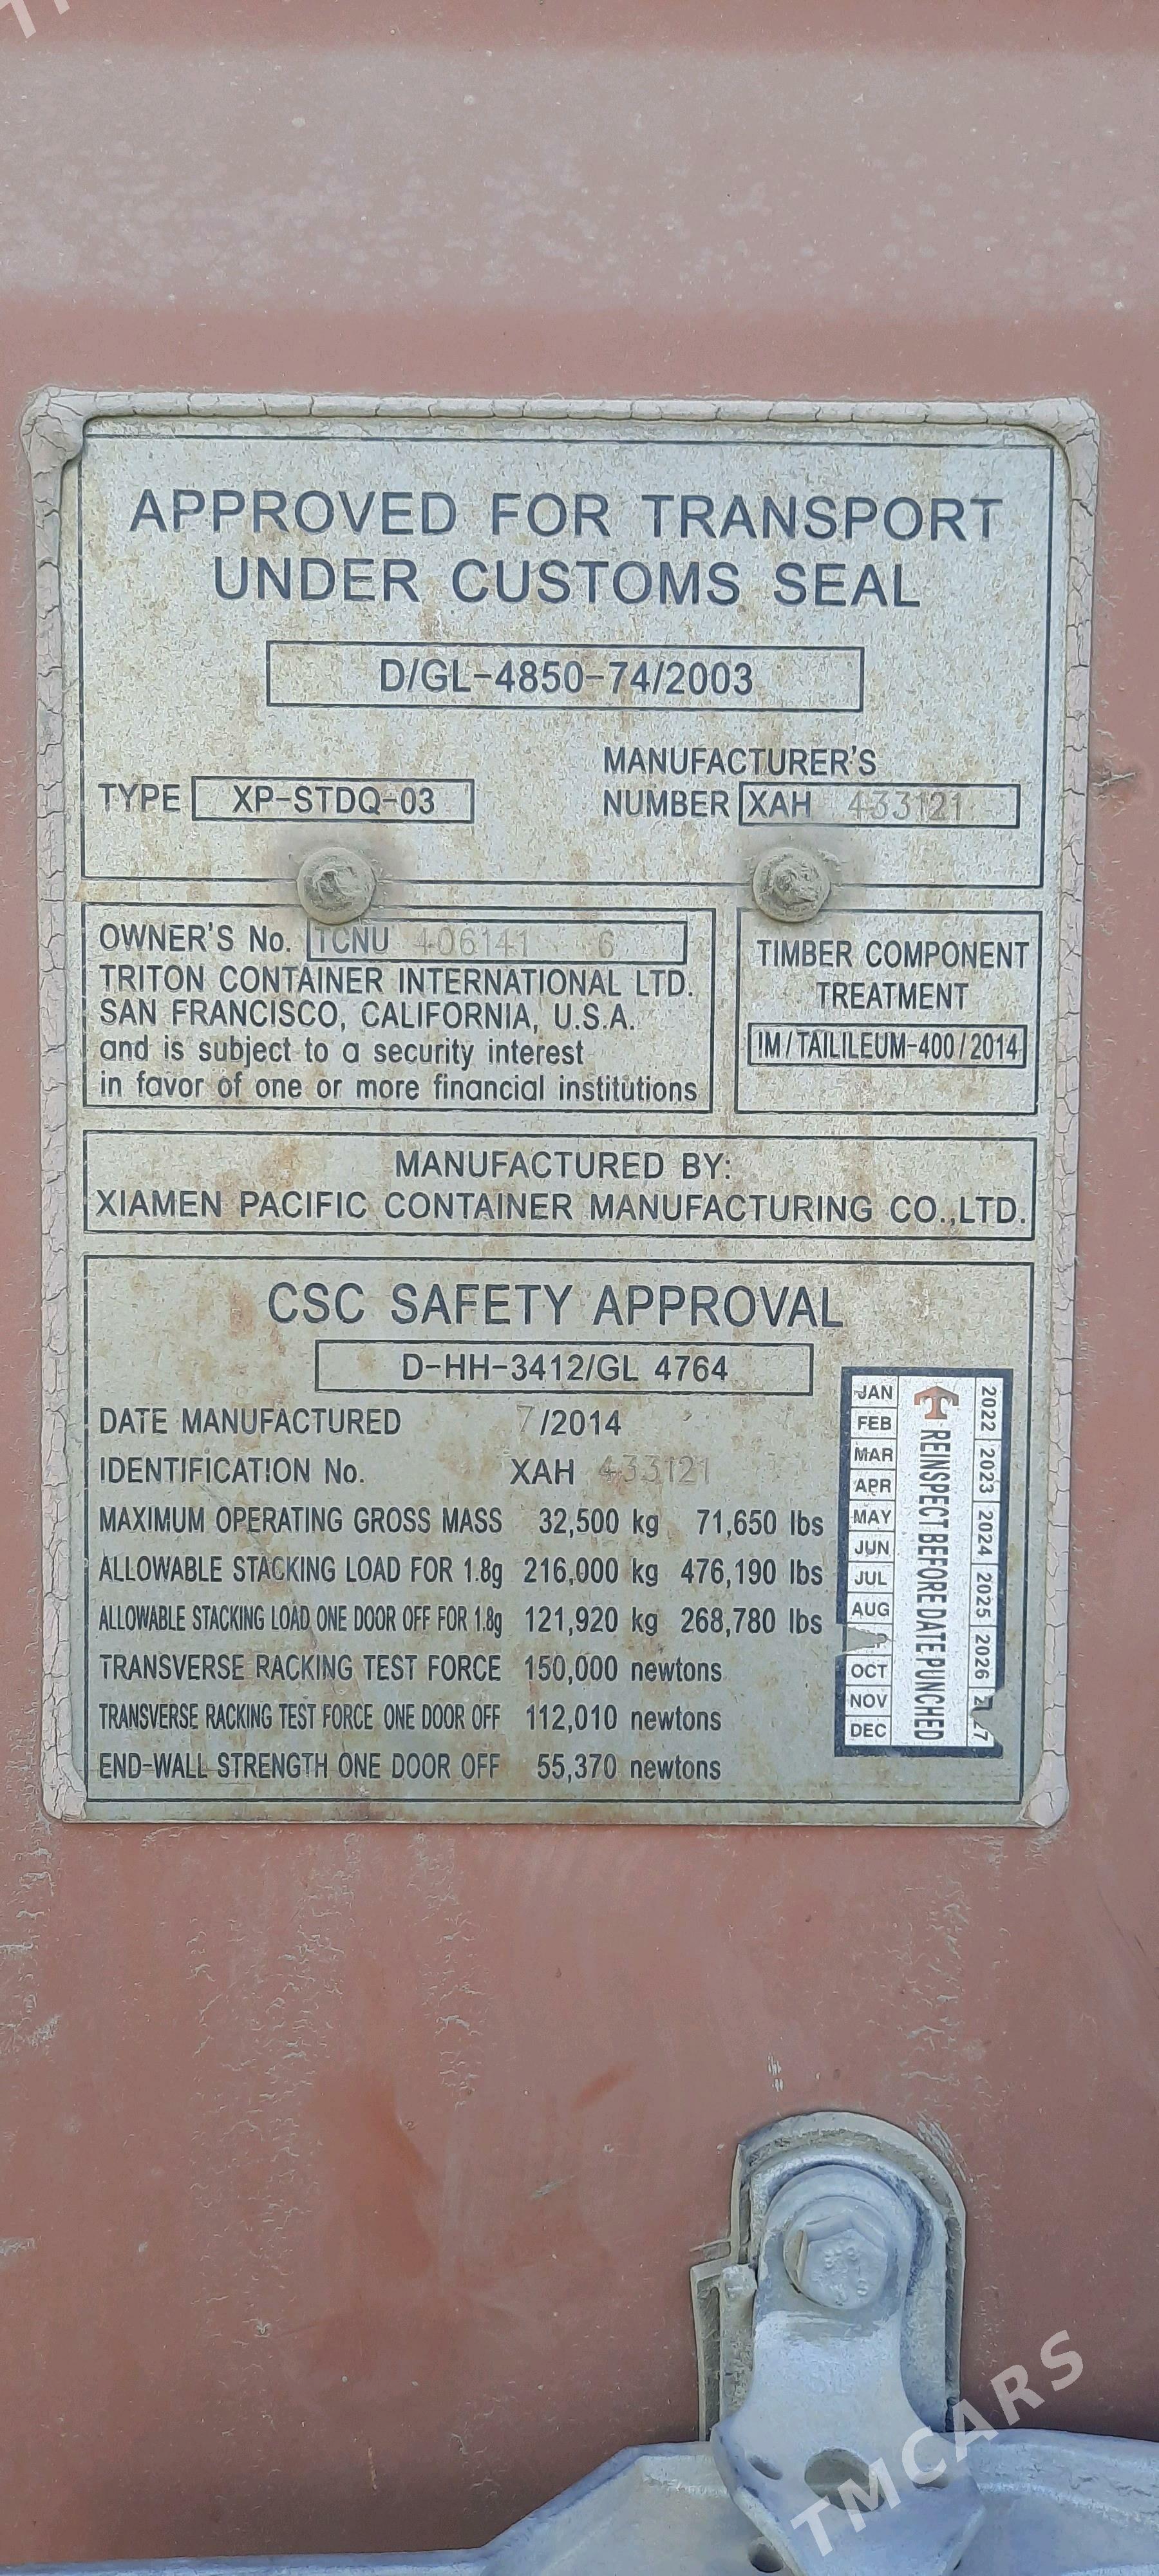 APPROVED FOR TRANSPORT
UNDER CUSTOMS SEAL
D/GL-4850-74/2003
TYPE XP-STDQ-03
MANUFACTURER'S
NUMBER XAH 433121
OWNER'S No. TCNU 406141 6
TRITON CONTAINER INTERNATIONAL LTD.
SAN FRANCISCO, CALIFORNIA, U.S.A.
and is subject to a security interest
in favor of one or more financial institutions
TIMBER COMPONENT
TREATMENT
IM/TAILILEUM-400/2014
MANUFACTURED BY:
XIAMEN PACIFIC CONTAINER MANUFACTURING CO.,LTD.
CSC SAFETY APPROVAL
D-HH-3412/GL 4764
DATE MANUFACTURED 7/2014
IDENTIFICATION No. XAH 433121
MAXIMUM OPERATING GROSS MASS 32,500 kg 71,650 lbs
ALLOWABLE STACKING LOAD FOR 1.8g 216,000 kg 476,190 lbs
ALLOWABLE STACKING LOAD ONE DOOR OFF FOR 1.8g 121,920 kg 268,780 lbs
TRANSVERSE RACKING TEST FORCE 150,000 newtons
TRANSVERSE RACKING TEST FORCE ONE DOOR OFF 112,010 newtons
END-WALL STRENGTH ONE DOOR OFF 55,370 newtons
JAN
FEB
MAR
APR
MAY
JUN
JUL
AUG
OCT
NOV
DEC
T REINSPECT BEFORE DATE PUNCHED
2022 2023 2024 2025 2026
TMCARS